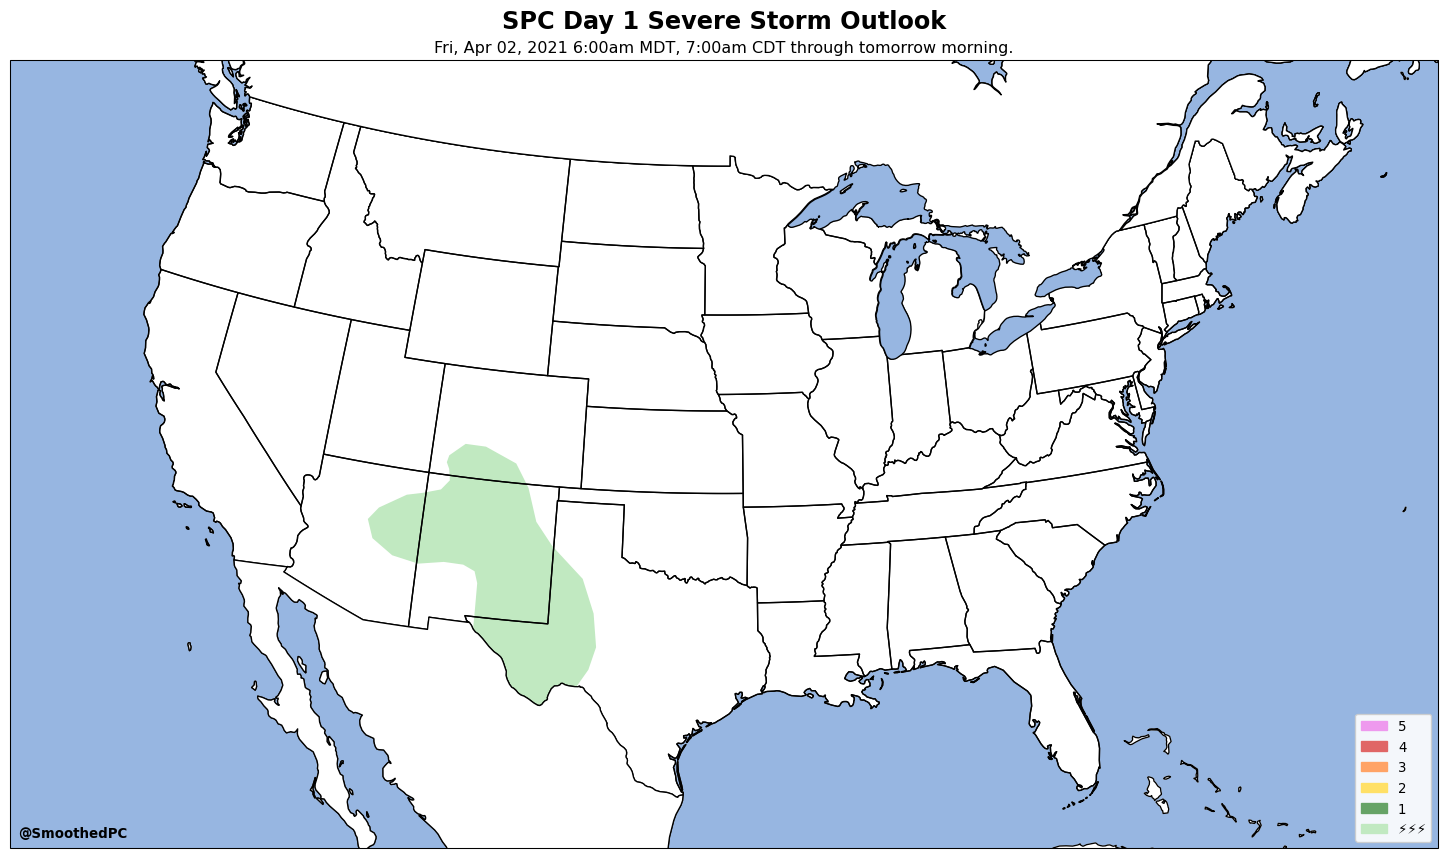 SPC Day 1 Severe Storm Outlook
Fri, Apr 02, 2021 6:00am MDT, 7:00am CDT through tomorrow morning.
5
4
3
2
1
⚡⚡⚡
@SmoothedPC